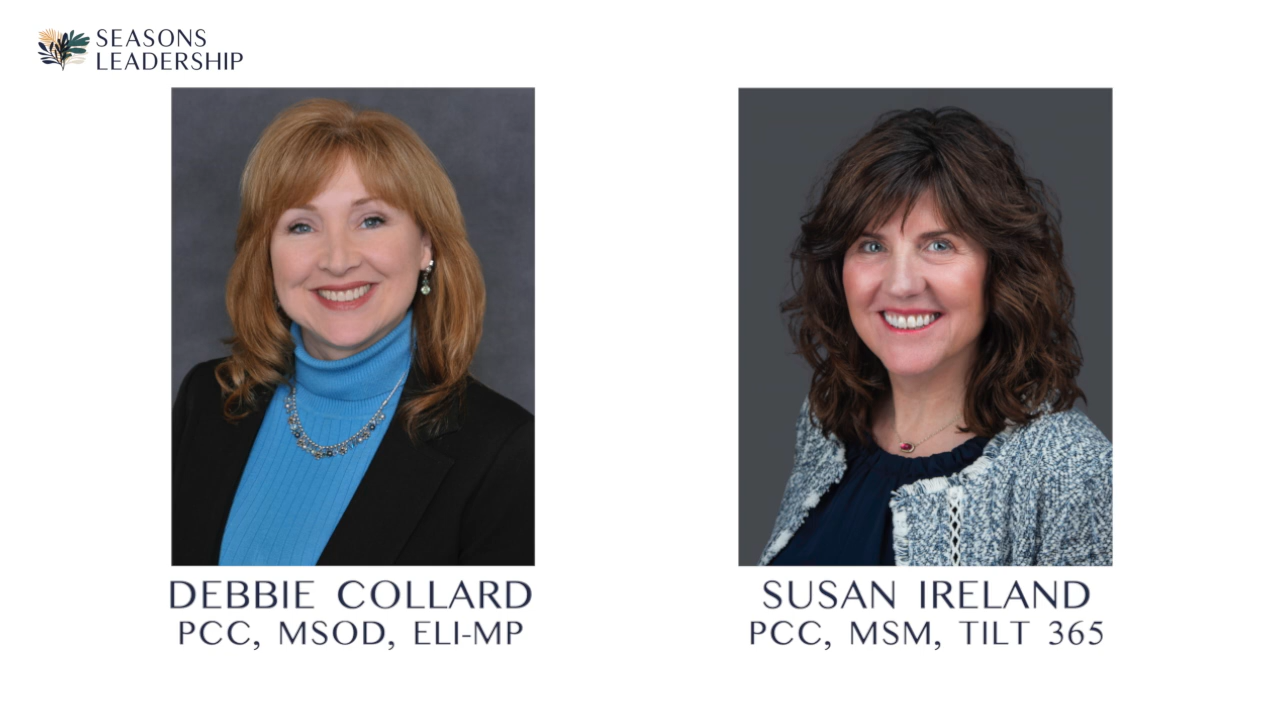 SEASONS
LEADERSHIP
DEBBIE COLLARD
PCC, MSOD, ELI-MP
SUSAN IRELAND
PCC, MSM, TILT 365